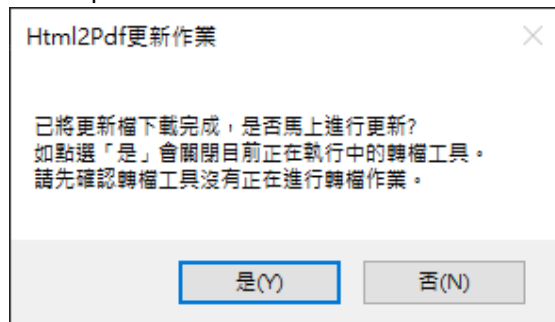 Html2Pdf更新作業
已將更新檔下載完成，是否馬上進行更新?
如點選「是」會關閉目前正在執行中的轉檔工具。
請先確認轉檔工具沒有正在進行轉檔作業。
是(Y)
否(N)